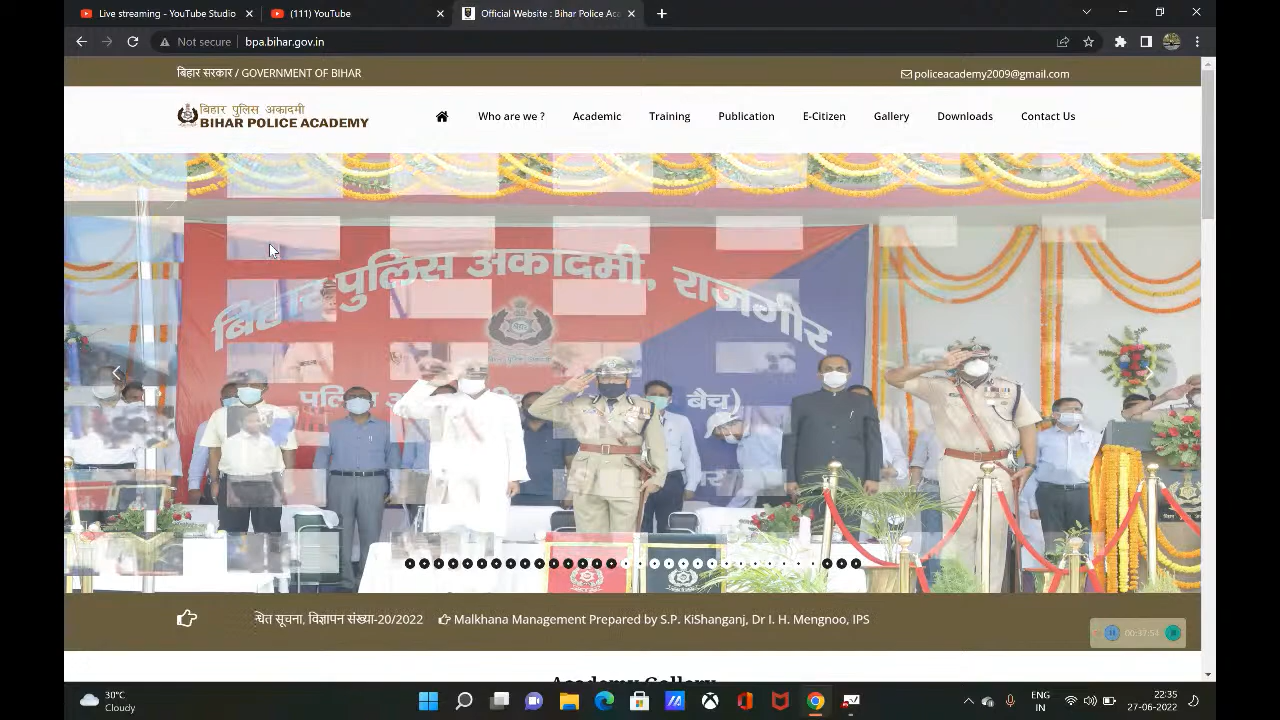 Live streaming - YouTube Studio
(111) YouTube
Official Website : Bihar Police Aca
Not secure
bpa.bihar.gov.in
बिहार सरकार / GOVERNMENT OF BIHAR
policeacademy2009@gmail.com
बिहार पुलिस अकादमी
BIHAR POLICE ACADEMY
Who are we ?
Academic
Training
Publication
E-Citizen
Gallery
Downloads
Contact Us
बिहार पुलिस अकादमी, राजगीर
बैच)
सूचना, विज्ञापन संख्या-20/2022
Malkhana Management Prepared by S.P. KiShanganj, Dr I. H. Mengnoo, IPS
Academy Gallery
30°C
Cloudy
ENG
IN
22:35
27-06-2022